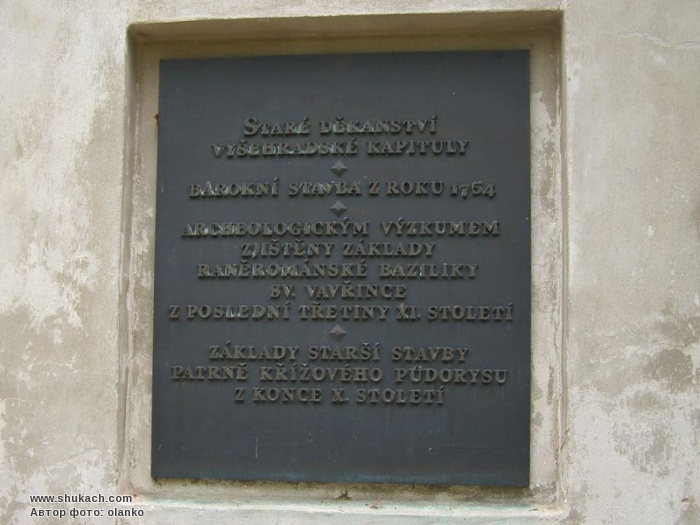 STARÉ DĚKANSTVÍ
VYŠEHRADSKÉ KAPITULY
BAROKNÍ STAVBA Z ROKU 1764
ARCHEOLOGICKÝM VÝZKUMEM
ZJIŠTĚNY ZÁKLADY
RANĚROMÁNSKÉ BAZILIKY
SV. VAVŘINCE
Z POSLEDNÍ TŘETINY XI. STOLETÍ
ZÁKLADY STARŠÍ STAVBY
PATRNĚ KŘÍŽOVÉHO PŮDORYSU
Z KONCE X. STOLETÍ
www.shukach.com
Автор фото: olanko